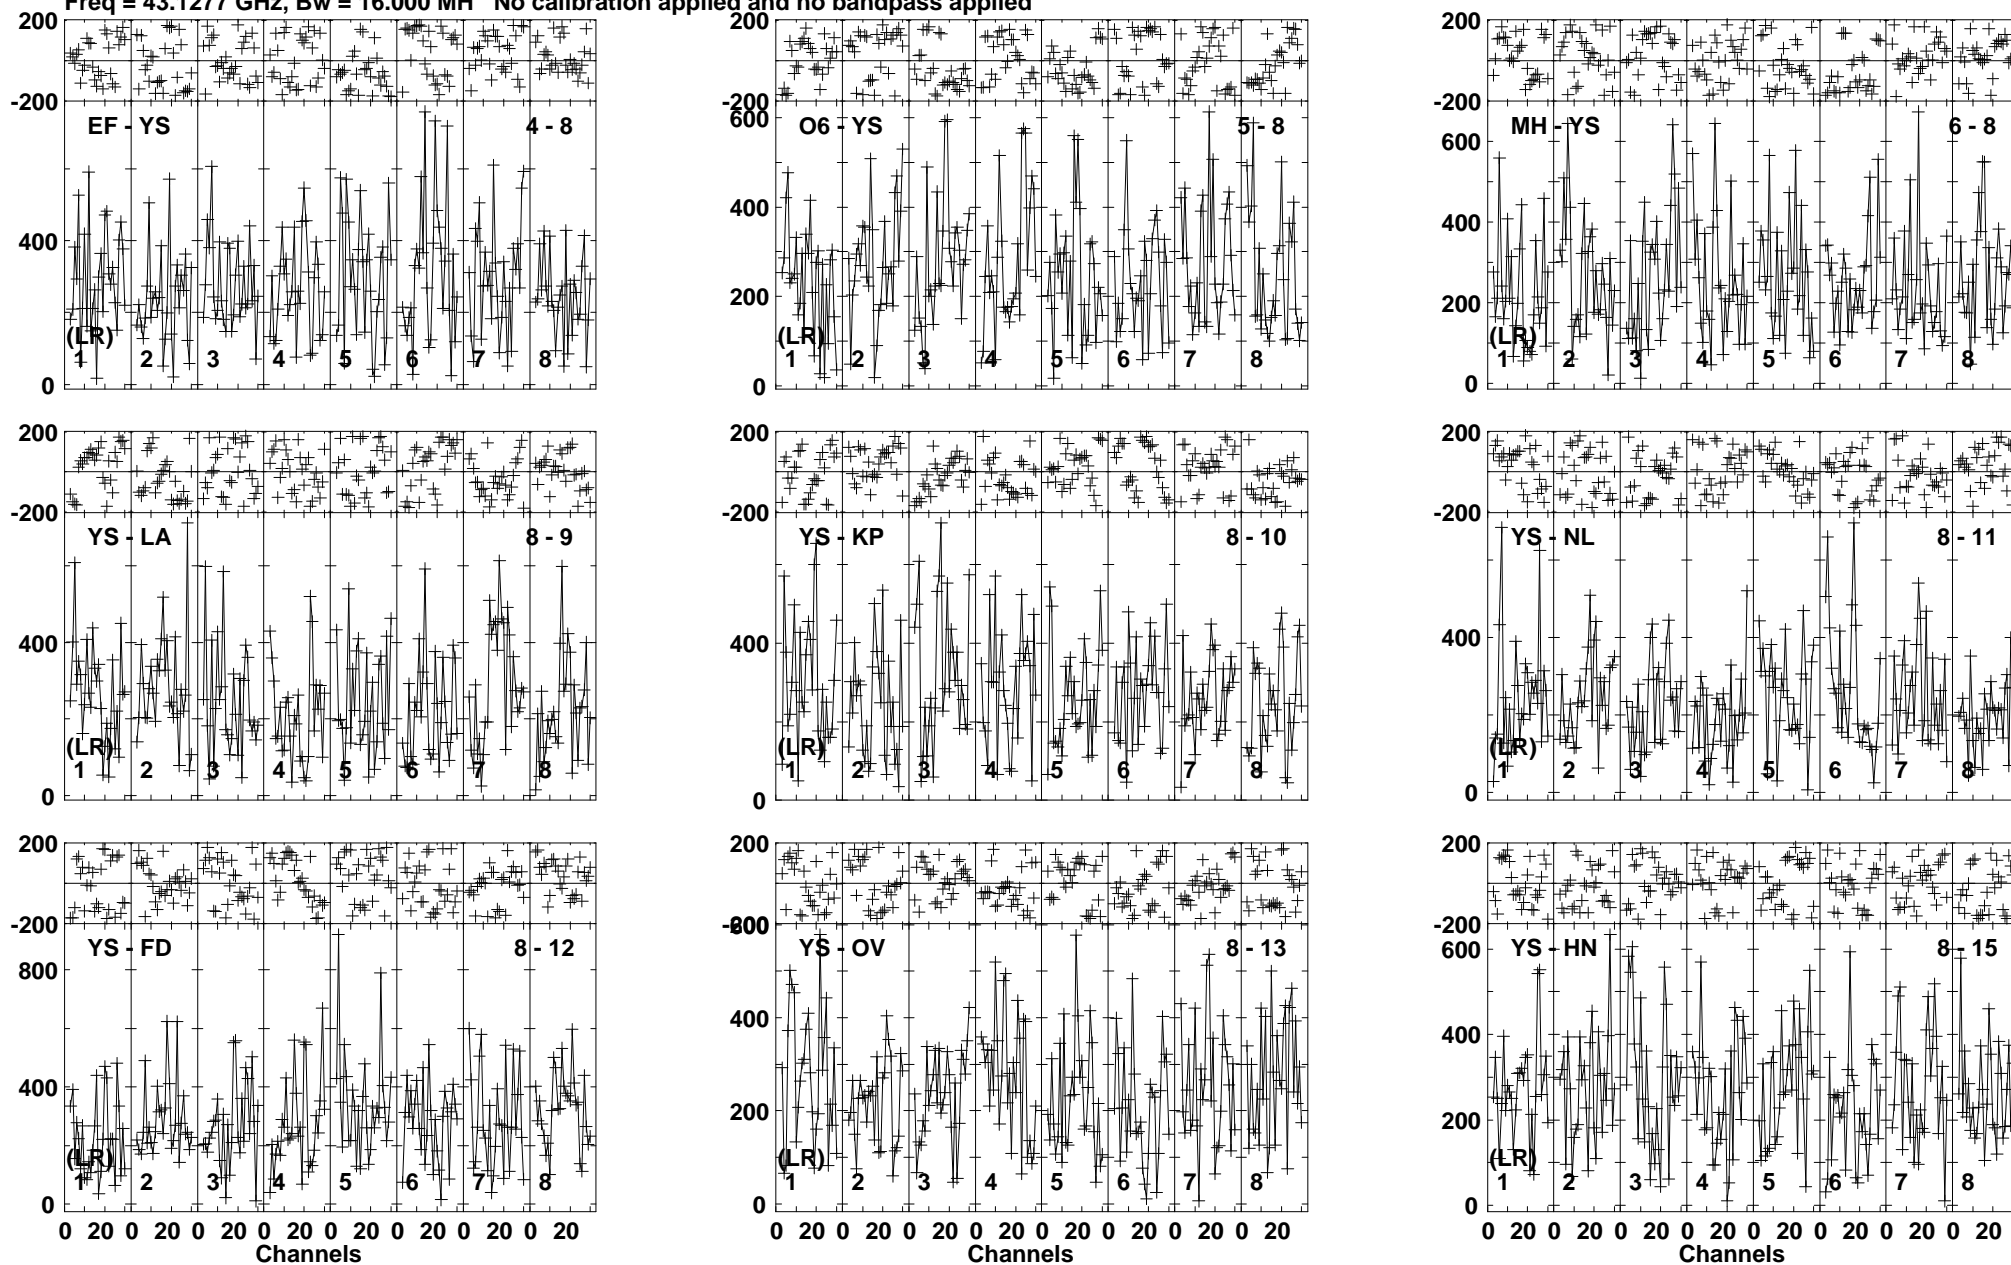 Freq = 43.1277 GHz, Bw = 16.000 MH No calibration applied and no bandpass applied
200 200 200
-200 -200 -200
EF - YS 4 - 8 O6 - YS 5 - 8 MH - YS 6 - 8
600 600
400 400 400
200 200
0 0 0
(LR) (LR) (LR)
1 2 3 4 5 6 7 8 1 2 3 4 5 6 7 8 1 2 3 4 5 6 7 8
200 200 200
-200 -200 -200
YS - LA 8 - 9 YS - KP 8 - 10 YS - NL 8 - 11
400 400 400
0 0 0
(LR) (LR) (LR)
1 2 3 4 5 6 7 8 1 2 3 4 5 6 7 8 1 2 3 4 5 6 7 8
200 200 200
-200 -200 -200
YS - FD 8 - 12 YS - OV 8 - 13 YS - HN 8 - 15
800 600 600
400 400 400
200 200
0 0 0
(LR) (LR) (LR)
1 2 3 4 5 6 7 8 1 2 3 4 5 6 7 8 1 2 3 4 5 6 7 8
0 20 0 20 0 20 0 20 0 20 0 20 0 20 0 20 0 20 0 20 0 20 0 20 0 20 0 20 0 20 0 20 0 20 0 20 0 20 0 20 0 20 0 20 0 20 0 20
Channels Channels Channels